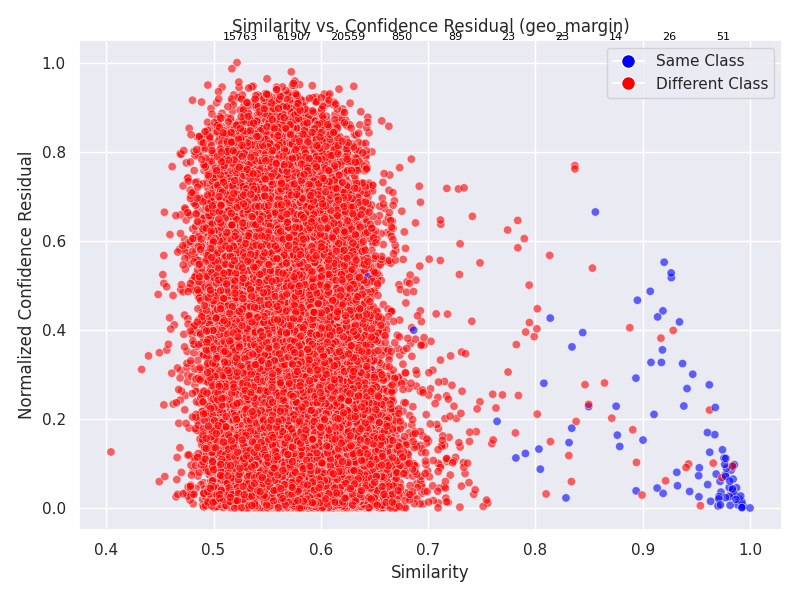 Similarity vs. Confidence Residual (geo_margin)
15763 61907 20559 850 89 23 23 14 26 51
Same Class
Different Class
1.0
0.8
0.6
0.4
0.2
0.0
Normalized Confidence Residual
0.4 0.5 0.6 0.7 0.8 0.9 1.0
Similarity